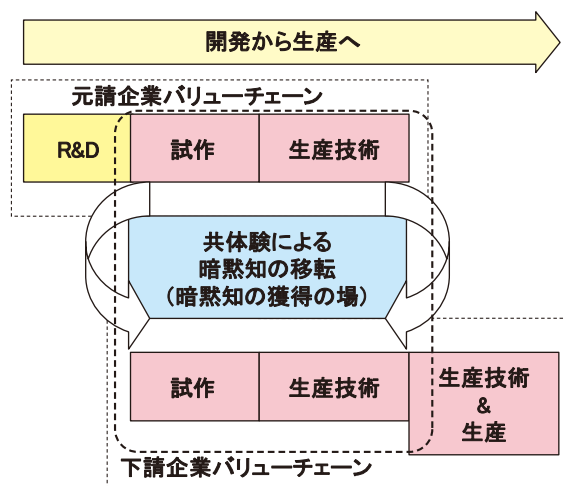 開発から生産へ
元請企業バリューチェーン
R&D
試作
生産技術
共体験による
暗黙知の移転
（暗黙知の獲得の場）
試作
生産技術
生産技術
&
生産
下請企業バリューチェーン